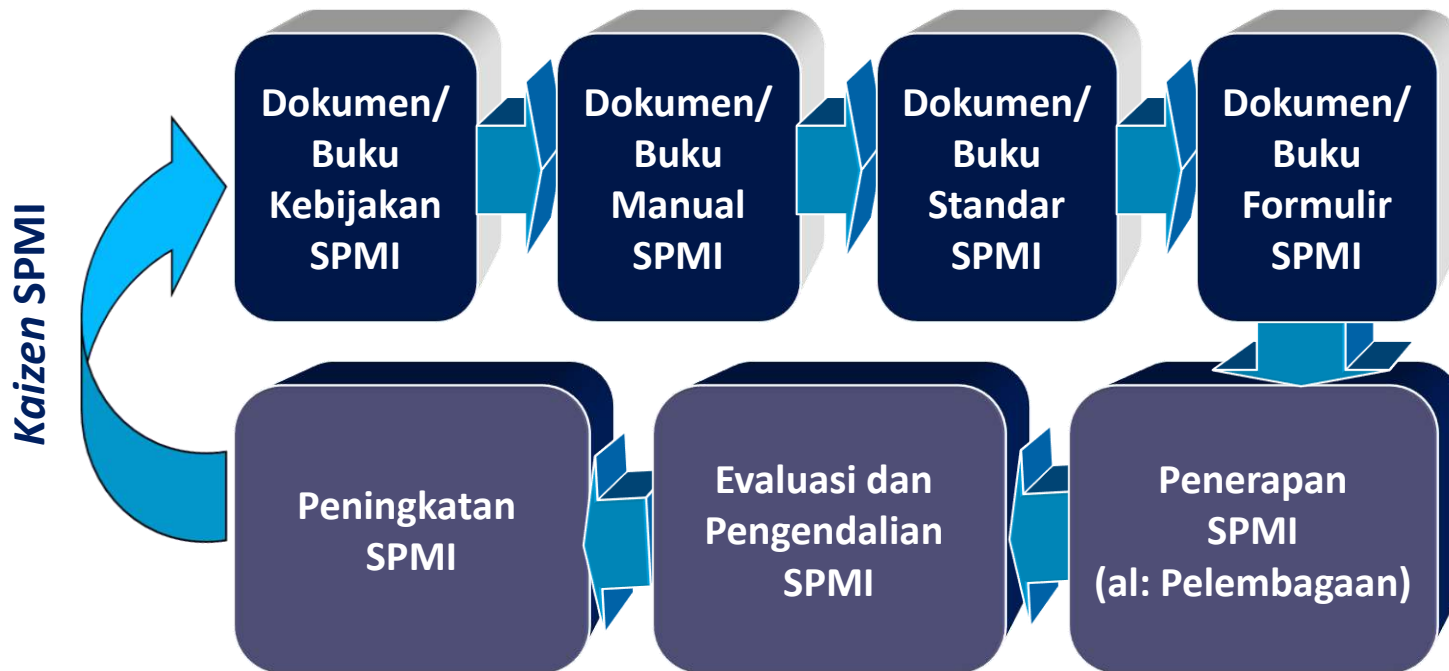 Dokumen/
Buku
Kebijakan
SPMI
Dokumen/
Buku
Manual
SPMI
Dokumen/
Buku
Standar
SPMI
Dokumen/
Buku
Formulir
SPMI
Kaizen SPMI
Peningkatan
SPMI
Evaluasi dan
Pengendalian
SPMI
Penerapan
SPMI
(al: Pelembagaan)